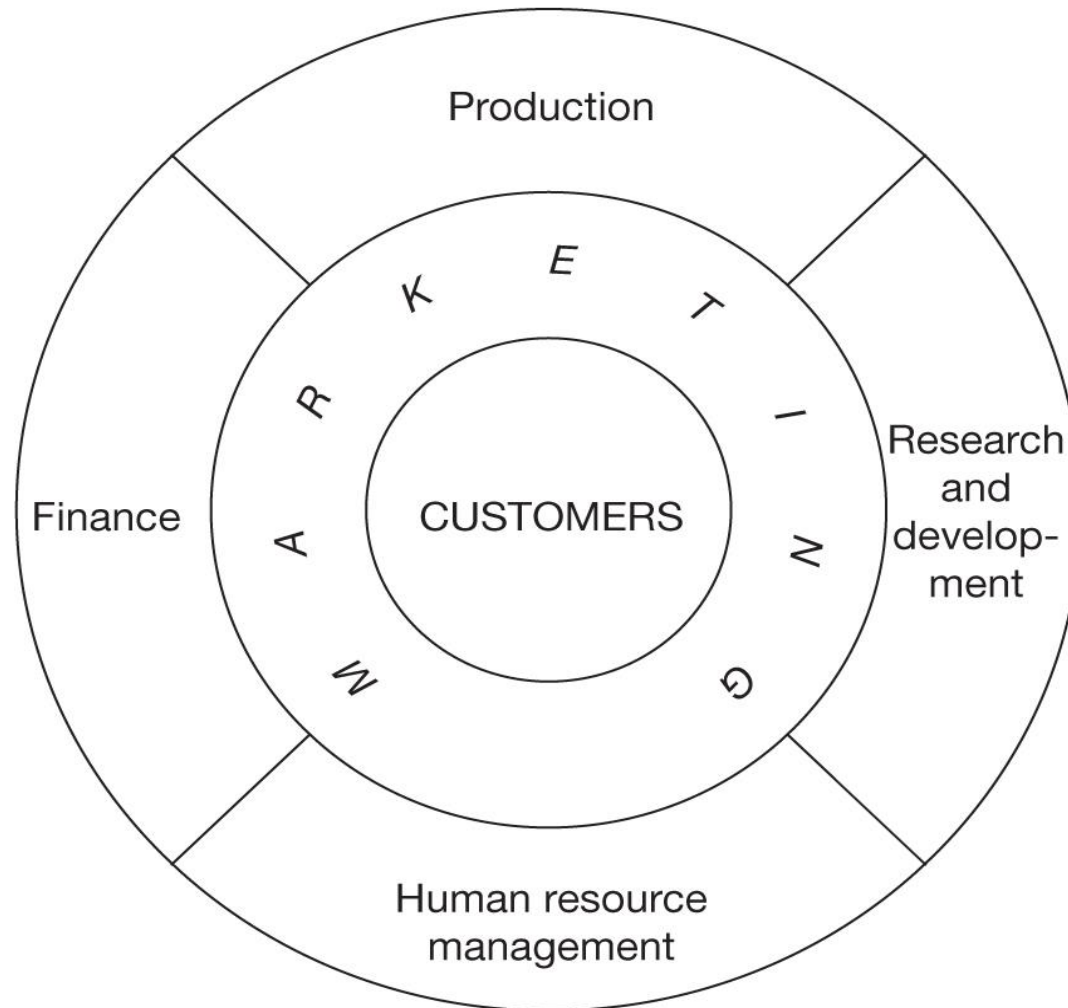 Production
MARKETING
Finance
CUSTOMERS
Research
and
develop-
ment
Human resource
management